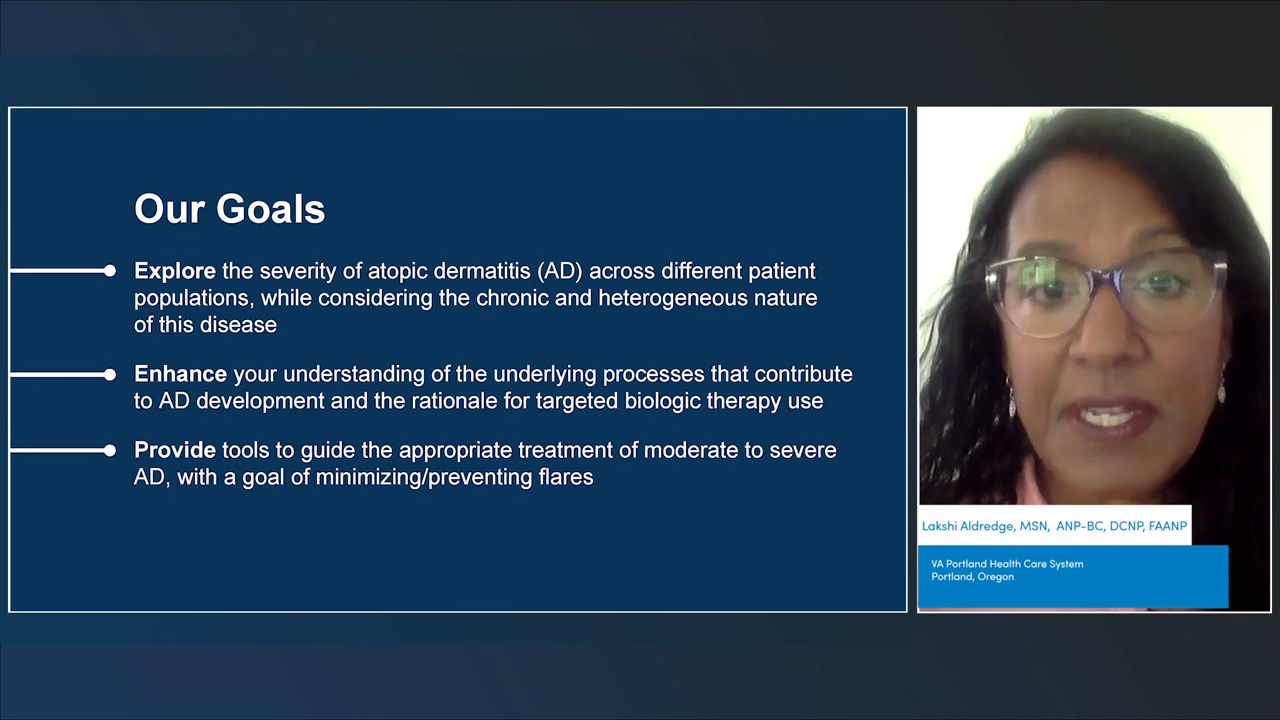 Our Goals
Explore the severity of atopic dermatitis (AD) across different patient
populations, while considering the chronic and heterogeneous nature
of this disease
Enhance your understanding of the underlying processes that contribute
to AD development and the rationale for targeted biologic therapy use
Provide tools to guide the appropriate treatment of moderate to severe
AD, with a goal of minimizing/preventing flares
Lakshi Aldredge, MSN, ANP-BC, DCNP, FAANP
VA Portland Health Care System
Portland, Oregon